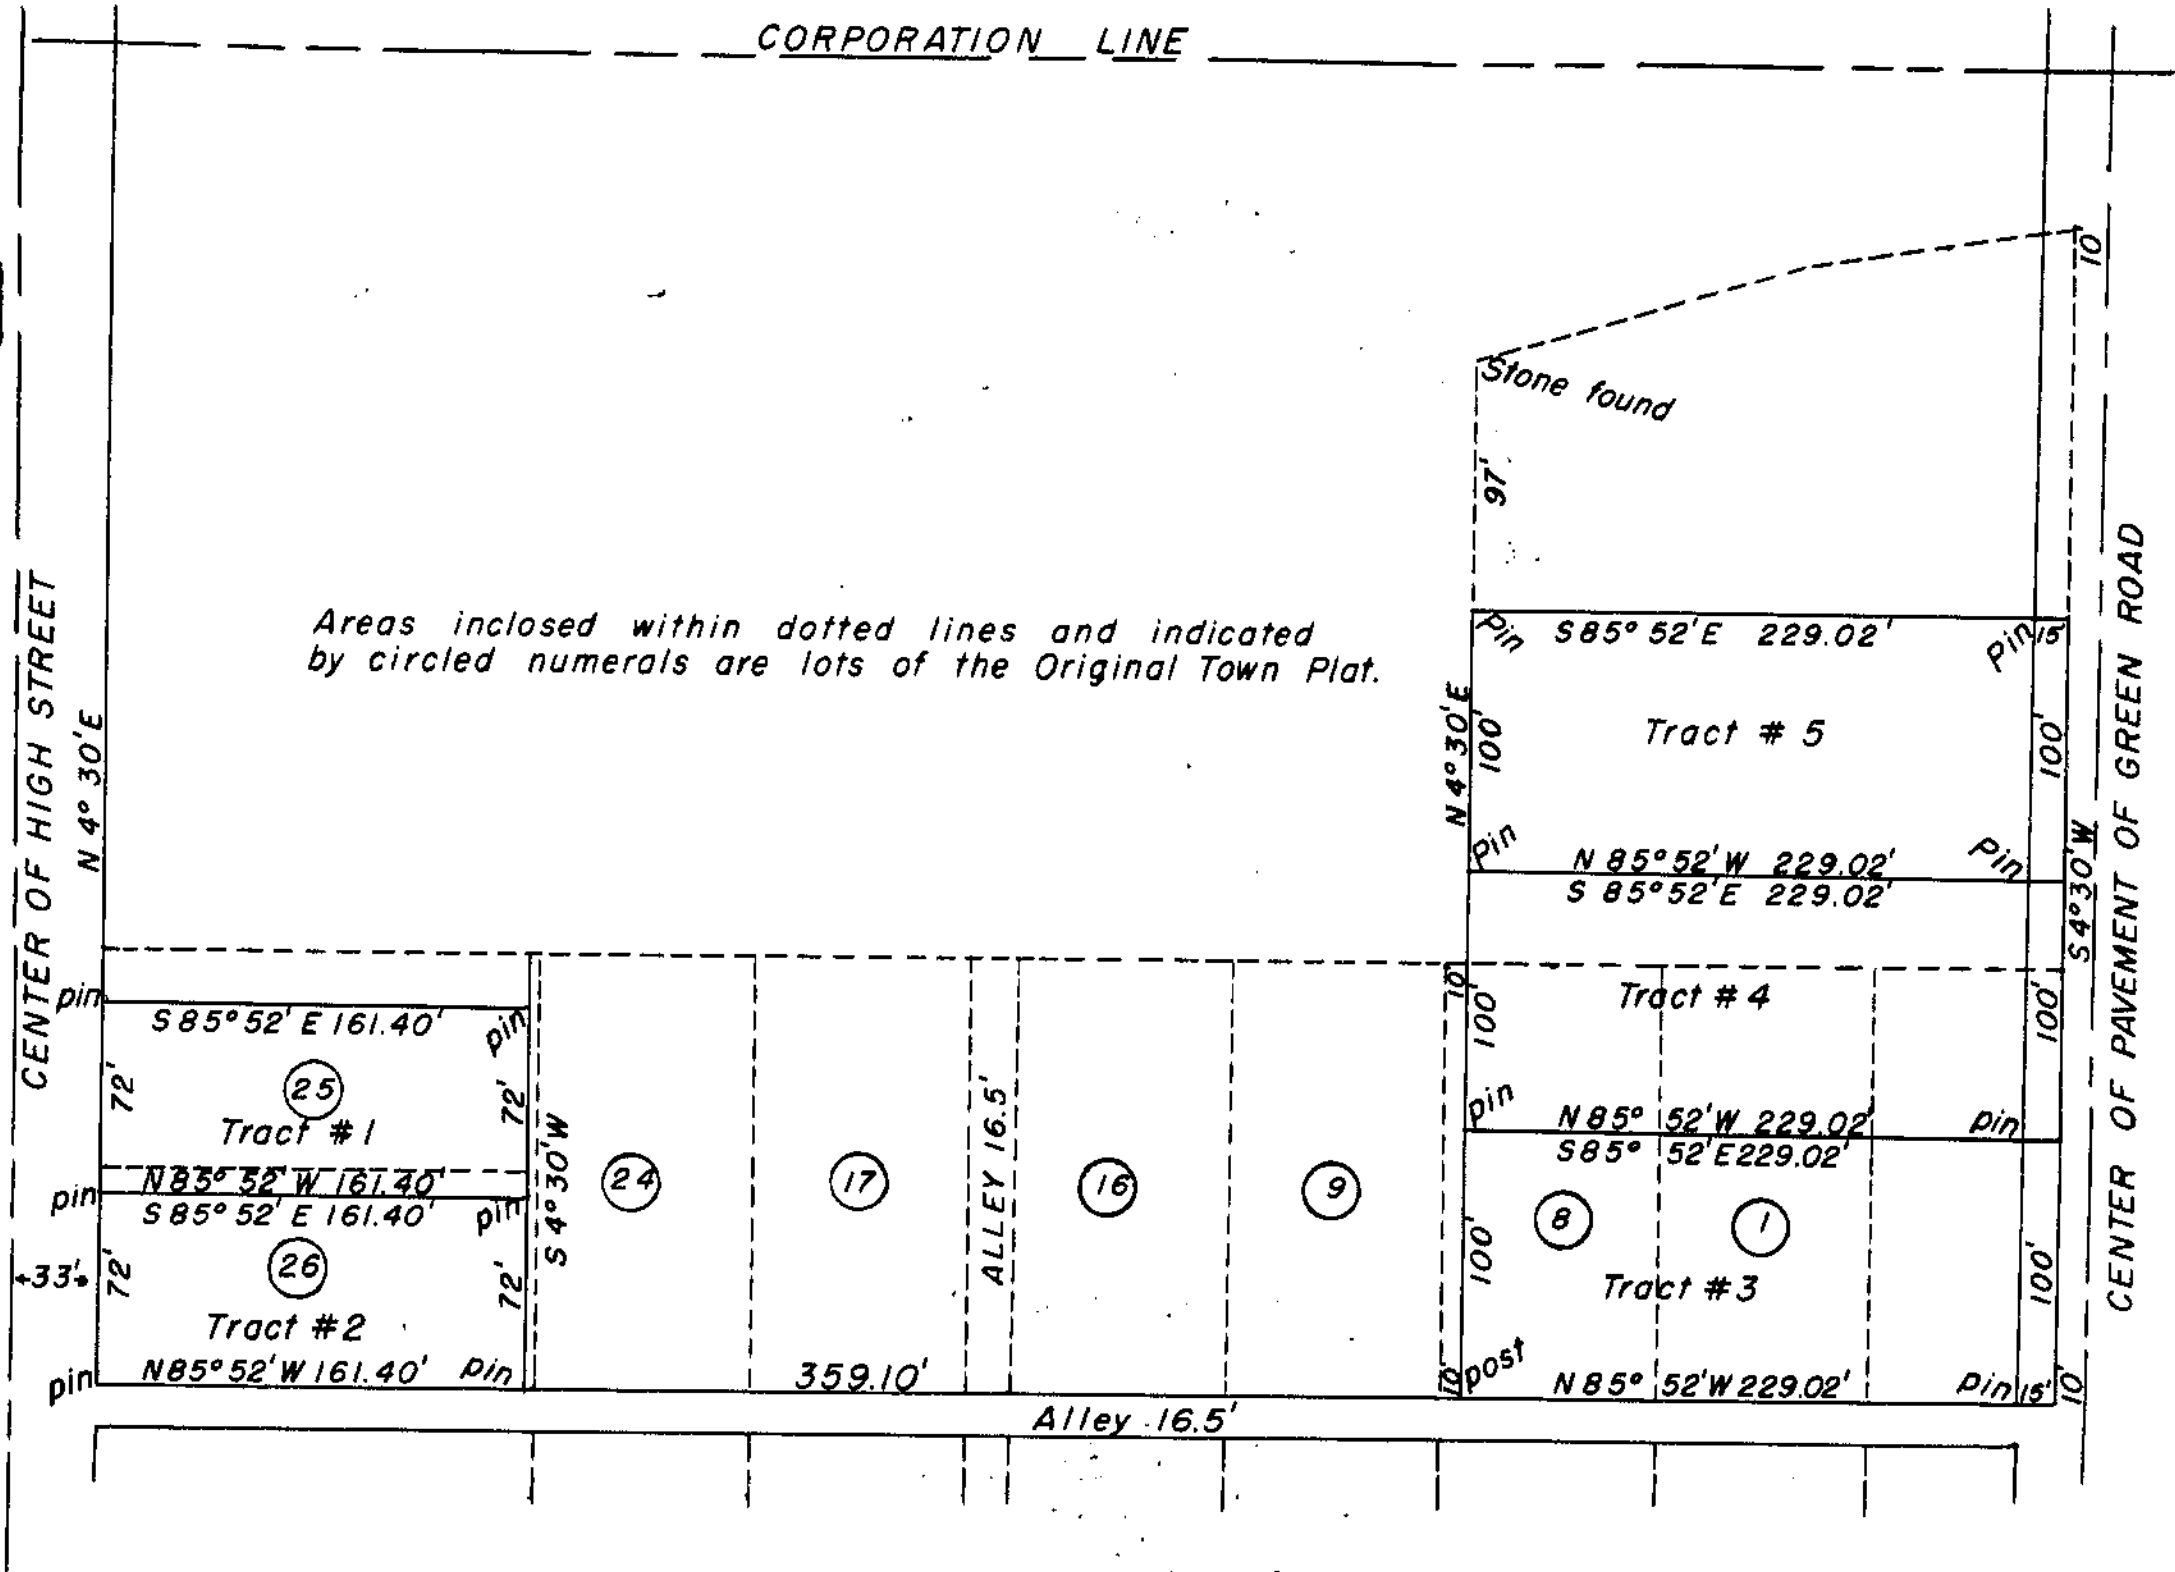 CORPORATION LINE
10
Stone found
97'
CENTER OF HIGH STREET
N 4° 30' E
Areas inclosed within dotted lines and indicated
by circled numerals are lots of the Original Town Plat.
CENTER OF PAVEMENT OF GREEN ROAD
Pin
S 85° 52' E 229.02'
Pin
15'
N 4° 30' E
100'
Tract # 5
100'
Pin
N 85° 52' W 229.02'
Pin
S 85° 52' E 229.02'
S 4° 30' W
pin
S 85° 52' E 161.40'
pin
72'
25
72'
Tract # 1
N 85° 52' W 161.40'
pin
S 85° 52' E 161.40'
pin
S 4° 30' W
33'
72'
26
72'
Tract #2
pin
N 85° 52' W 161.40'
pin
24
17
ALLEY 16.5'
16
9
359.10'
10'
100'
Tract # 4
100'
pin
N 85° 52' W 229.02'
pin
S 85° 52' E 229.02'
8
1
100'
Tract #3
100'
10'
post
N 85° 52' W 229.02'
pin
15'
10'
Alley 16.5'